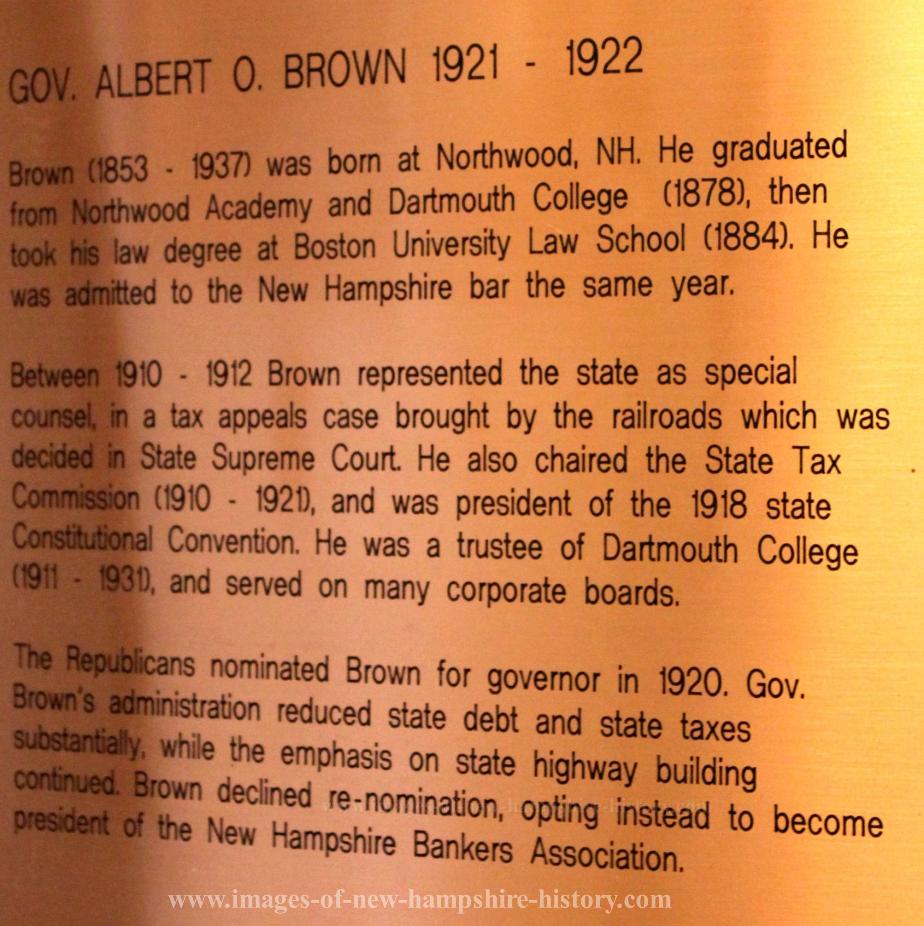 GOV. ALBERT O. BROWN 1921 - 1922
Brown (1853 - 1937) was born at Northwood, NH. He graduated
from Northwood Academy and Dartmouth College (1878), then
took his law degree at Boston University Law School (1884). He
was admitted to the New Hampshire bar the same year.
Between 1910 - 1912 Brown represented the state as special
counsel, in a tax appeals case brought by the railroads which was
decided in State Supreme Court. He also chaired the State Tax
Commission (1910 - 1921), and was president of the 1918 state
Constitutional Convention. He was a trustee of Dartmouth College
(1911 - 1931), and served on many corporate boards.
The Republicans nominated Brown for governor in 1920. Gov.
Brown's administration reduced state debt and state taxes
substantially, while the emphasis on state highway building
continued. Brown declined re-nomination, opting instead to become
president of the New Hampshire Bankers Association.
www.images-of-new-hampshire-history.com